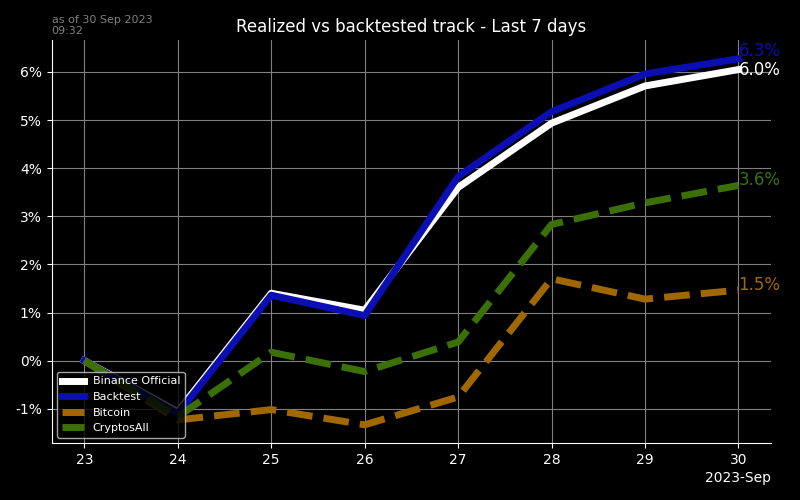 as of 30 Sep 2023
09:32
Realized vs backtested track - Last 7 days
6.3%
6.0%
3.6%
1.5%
6%
5%
4%
3%
2%
1%
0%
-1%
Binance Official
Backtest
Bitcoin
CryptosAll
23 24 25 26 27 28 29 30
2023-Sep